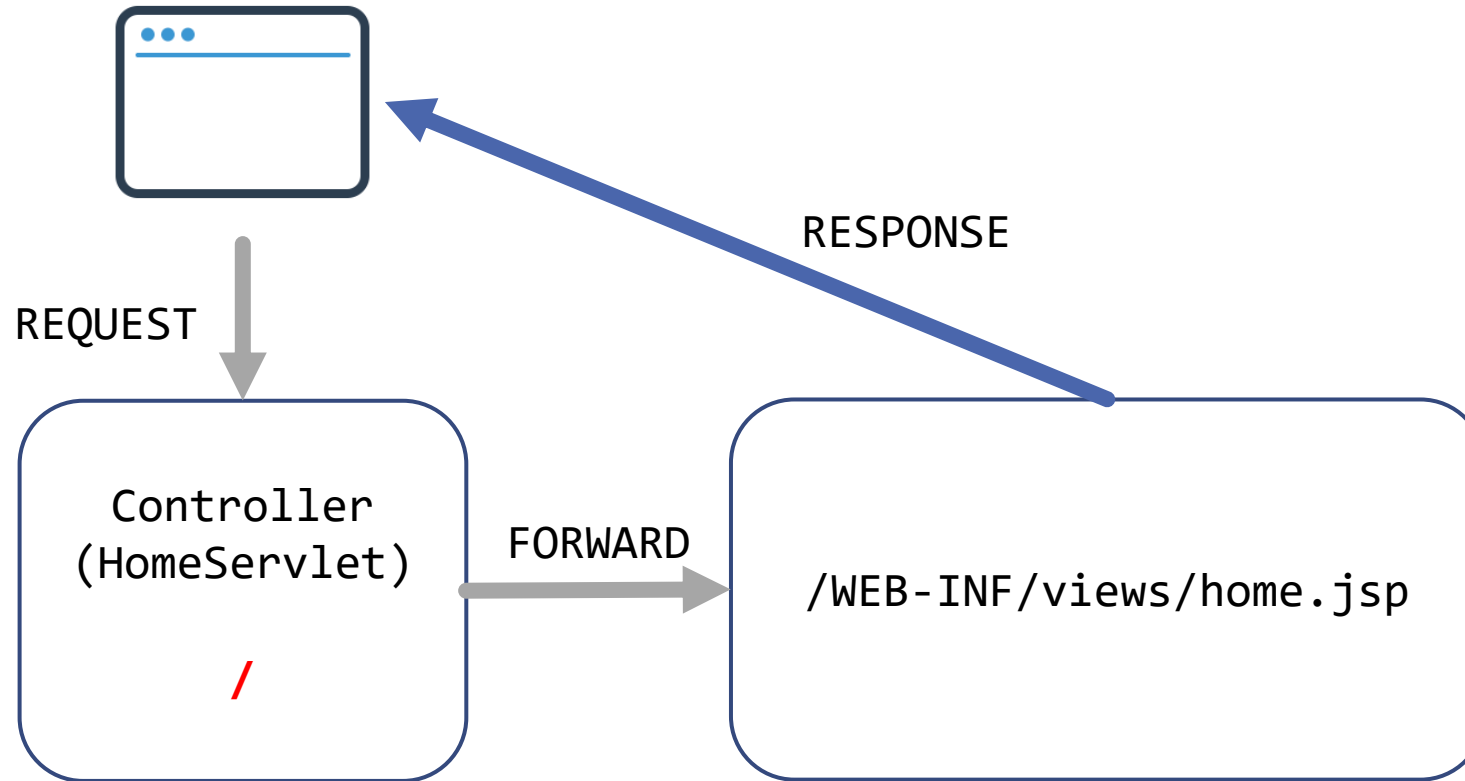 RESPONSE
REQUEST
Controller
(HomeServlet)
/
FORWARD
/WEB-INF/views/home.jsp